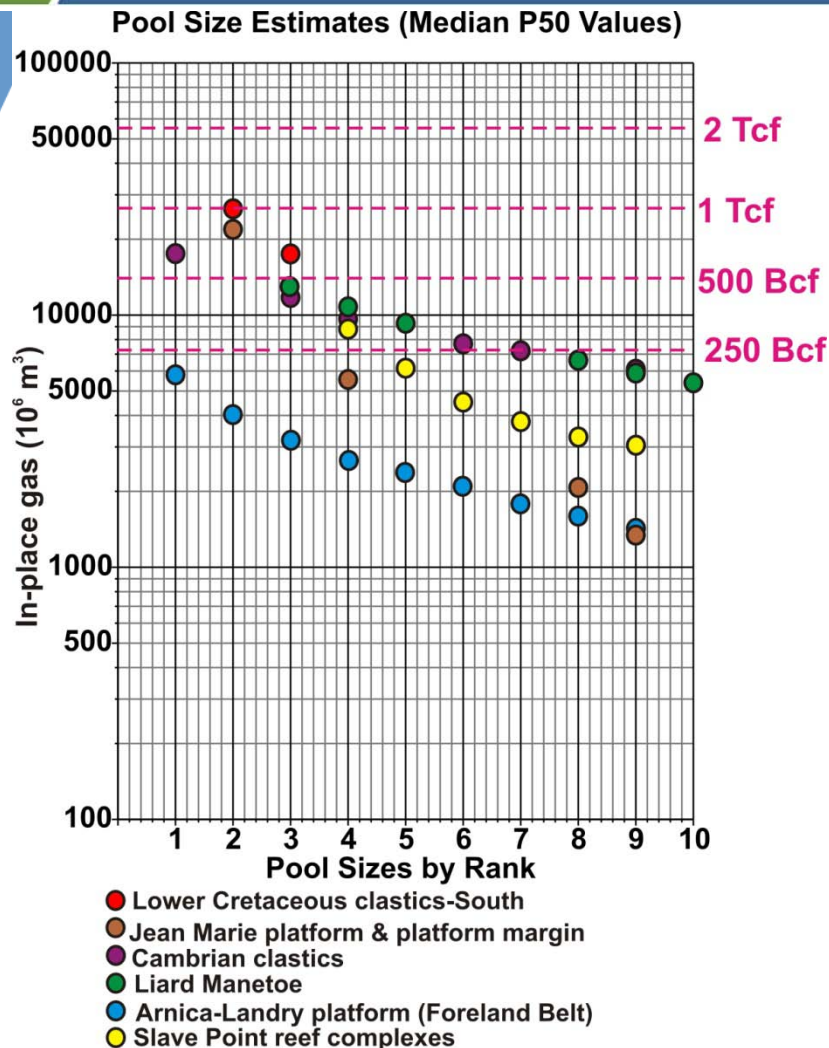 Pool Size Estimates (Median P50 Values)
100000
50000
10000
5000
1000
500
100
In-place gas (10⁶ m³)
2 Tcf
1 Tcf
500 Bcf
250 Bcf
1 2 3 4 5 6 7 8 9 10
Pool Sizes by Rank
Lower Cretaceous clastics-South
Jean Marie platform & platform margin
Cambrian clastics
Liard Manetoe
Arnica-Landry platform (Foreland Belt)
Slave Point reef complexes